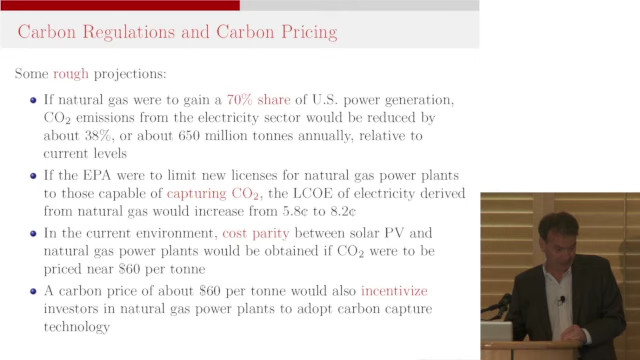 Carbon Regulations and Carbon Pricing
Some rough projections:
If natural gas were to gain a 70% share of U.S. power generation,
CO2 emissions from the electricity sector would be reduced by
about 38%, or about 650 million tonnes annually, relative to
current levels
If the EPA were to limit new licenses for natural gas power plants
to those capable of capturing CO2, the LCOE of electricity derived
from natural gas would increase from 5.8¢ to 8.2¢
In the current environment, cost parity between solar PV and
natural gas power plants would be obtained if CO2 were to be
priced near $60 per tonne
A carbon price of about $60 per tonne would also incentivize
investors in natural gas power plants to adopt carbon capture
technology